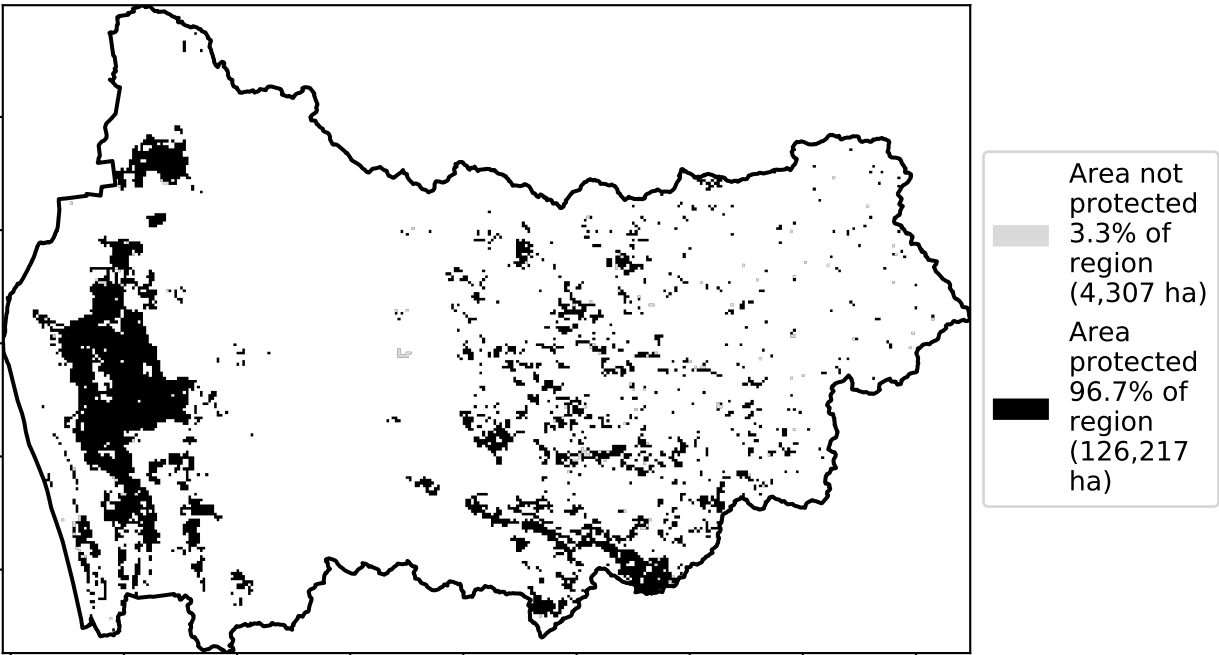 Area not
protected
3.3% of
region
(4,307 ha)
Area
protected
96.7% of
region
(126,217
ha)